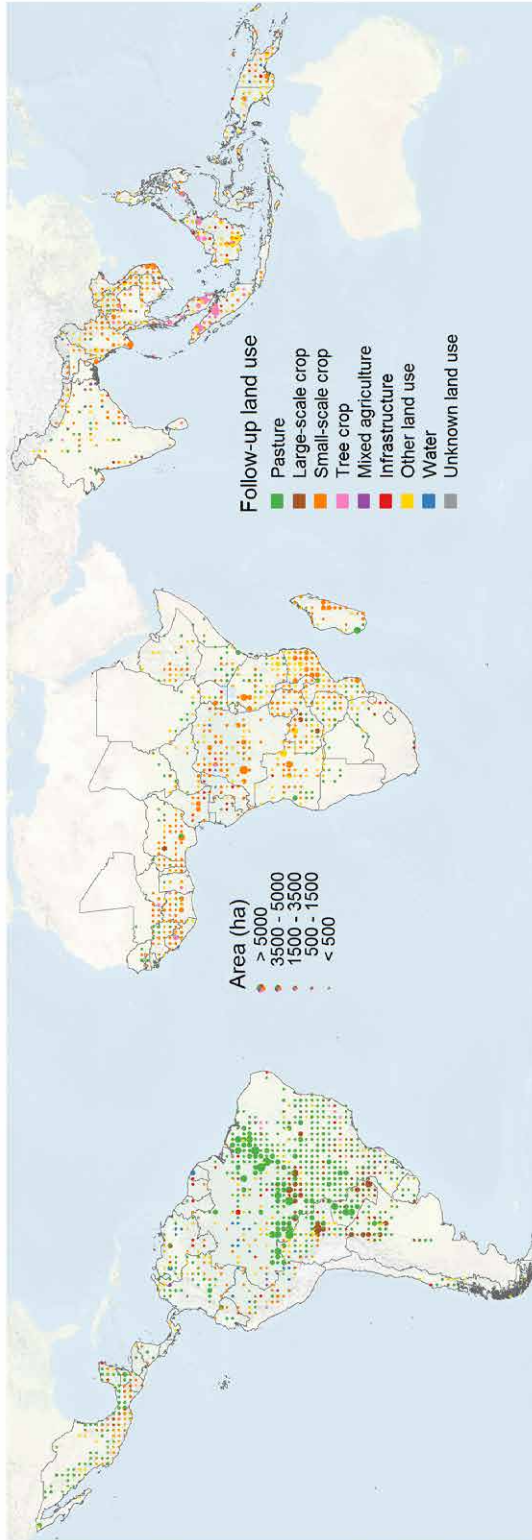 Area (ha)
> 5000
3500 - 5000
1500 - 3500
500 - 1500
< 500
Follow-up land use
Pasture
Large-scale crop
Small-scale crop
Tree crop
Mixed agriculture
Infrastructure
Other land use
Water
Unknown land use